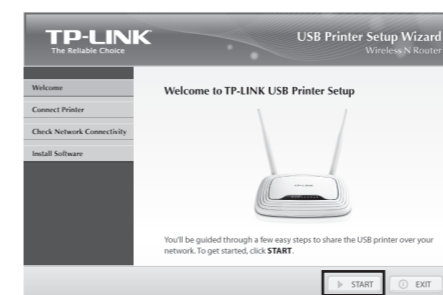 TP-LINK
The Reliable Choice
USB Printer Setup Wizard
Wireless N Router
Welcome
Connect Printer
Check Network Connectivity
Install Software
Welcome to TP-LINK USB Printer Setup
TP-LINK
You'll be guided through a few easy steps to share the USB printer over your
network. To get started, click START.
START
EXIT